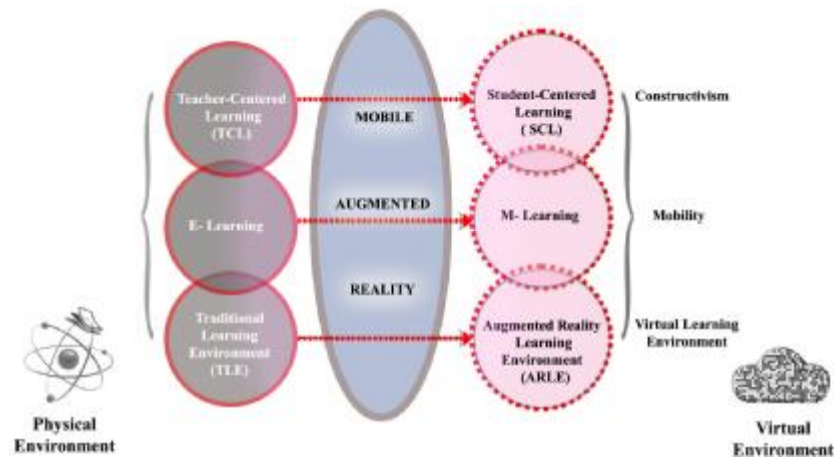 Teacher-Centered
Learning
(TCL)
E- Learning
Traditional
Learning
Environment
(TLE)
MOBILE
AUGMENTED
REALITY
Student-Centered
Learning
( SCL)
M- Learning
Augmented Reality
Learning
Environment
(ARLE)
Constructivism
Mobility
Virtual Learning
Environment
Physical
Environment
Virtual
Environment